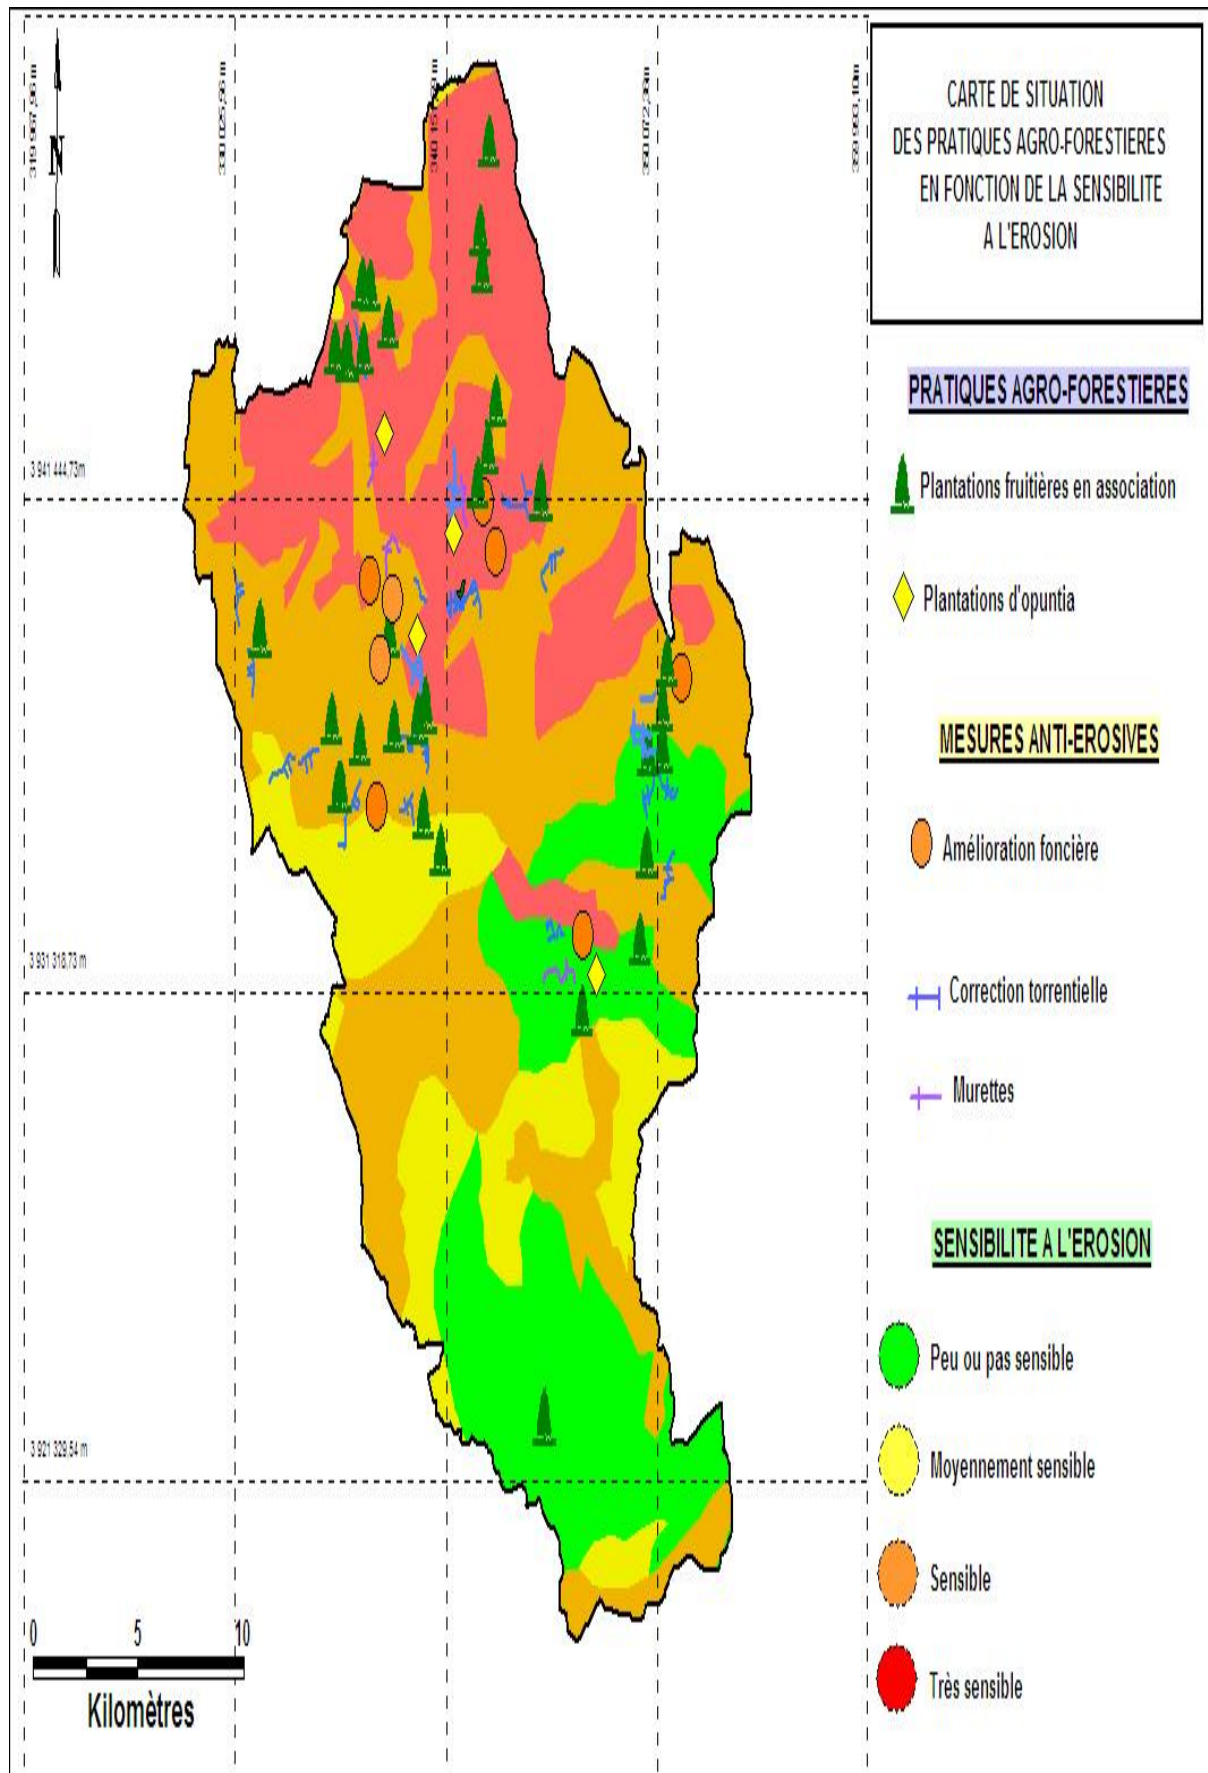 CARTE DE SITUATION
DES PRATIQUES AGRO-FORESTIERES
EN FONCTION DE LA SENSIBILITE
A L'EROSION
N
3 941 444,73m
3 931 318,73 m
3 921 329,54 m
PRATIQUES AGRO-FORESTIERES
Plantations fruitières en association
Plantations d'opuntia
MESURES ANTI-EROSIVES
Amélioration foncière
Correction torrentielle
Murettes
SENSIBILITE A L'EROSION
Peu ou pas sensible
Moyennement sensible
Sensible
Très sensible
0 5 10
Kilomètres